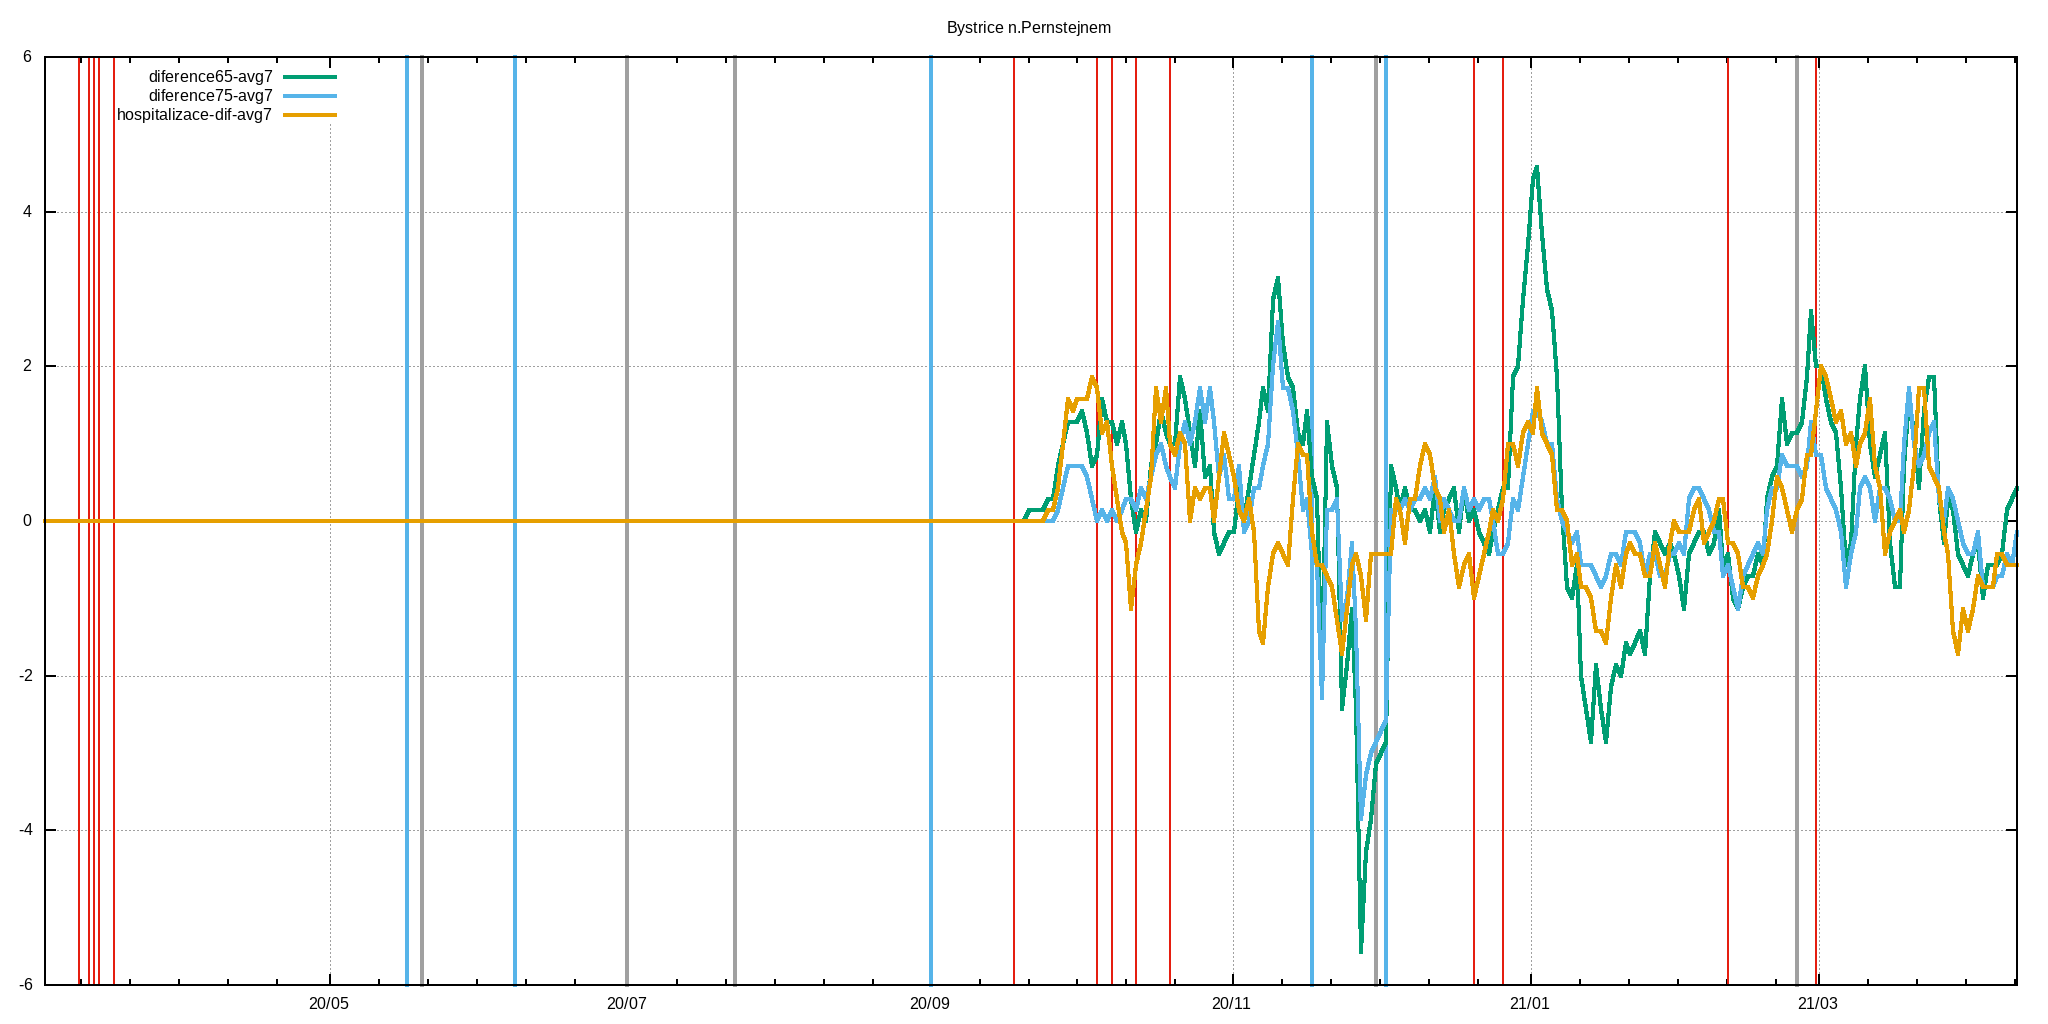 Bystrice n.Pernstejnem
diference65-avg7
diference75-avg7
hospitalizace-dif-avg7
6
4
2
0
-2
-4
-6
20/05 20/07 20/09 20/11 21/01 21/03